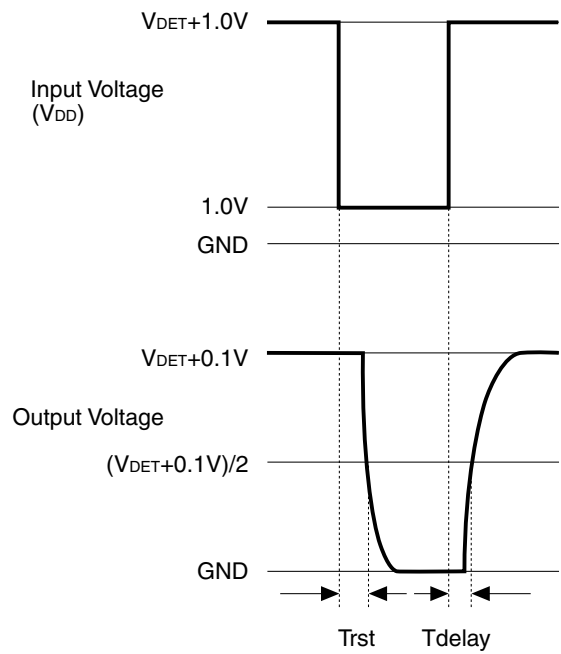 VDET+1.0V
Input Voltage
(VDD)
1.0V
GND
VDET+0.1V
Output Voltage
(VDET+0.1V)/2
GND
Trst Tdelay